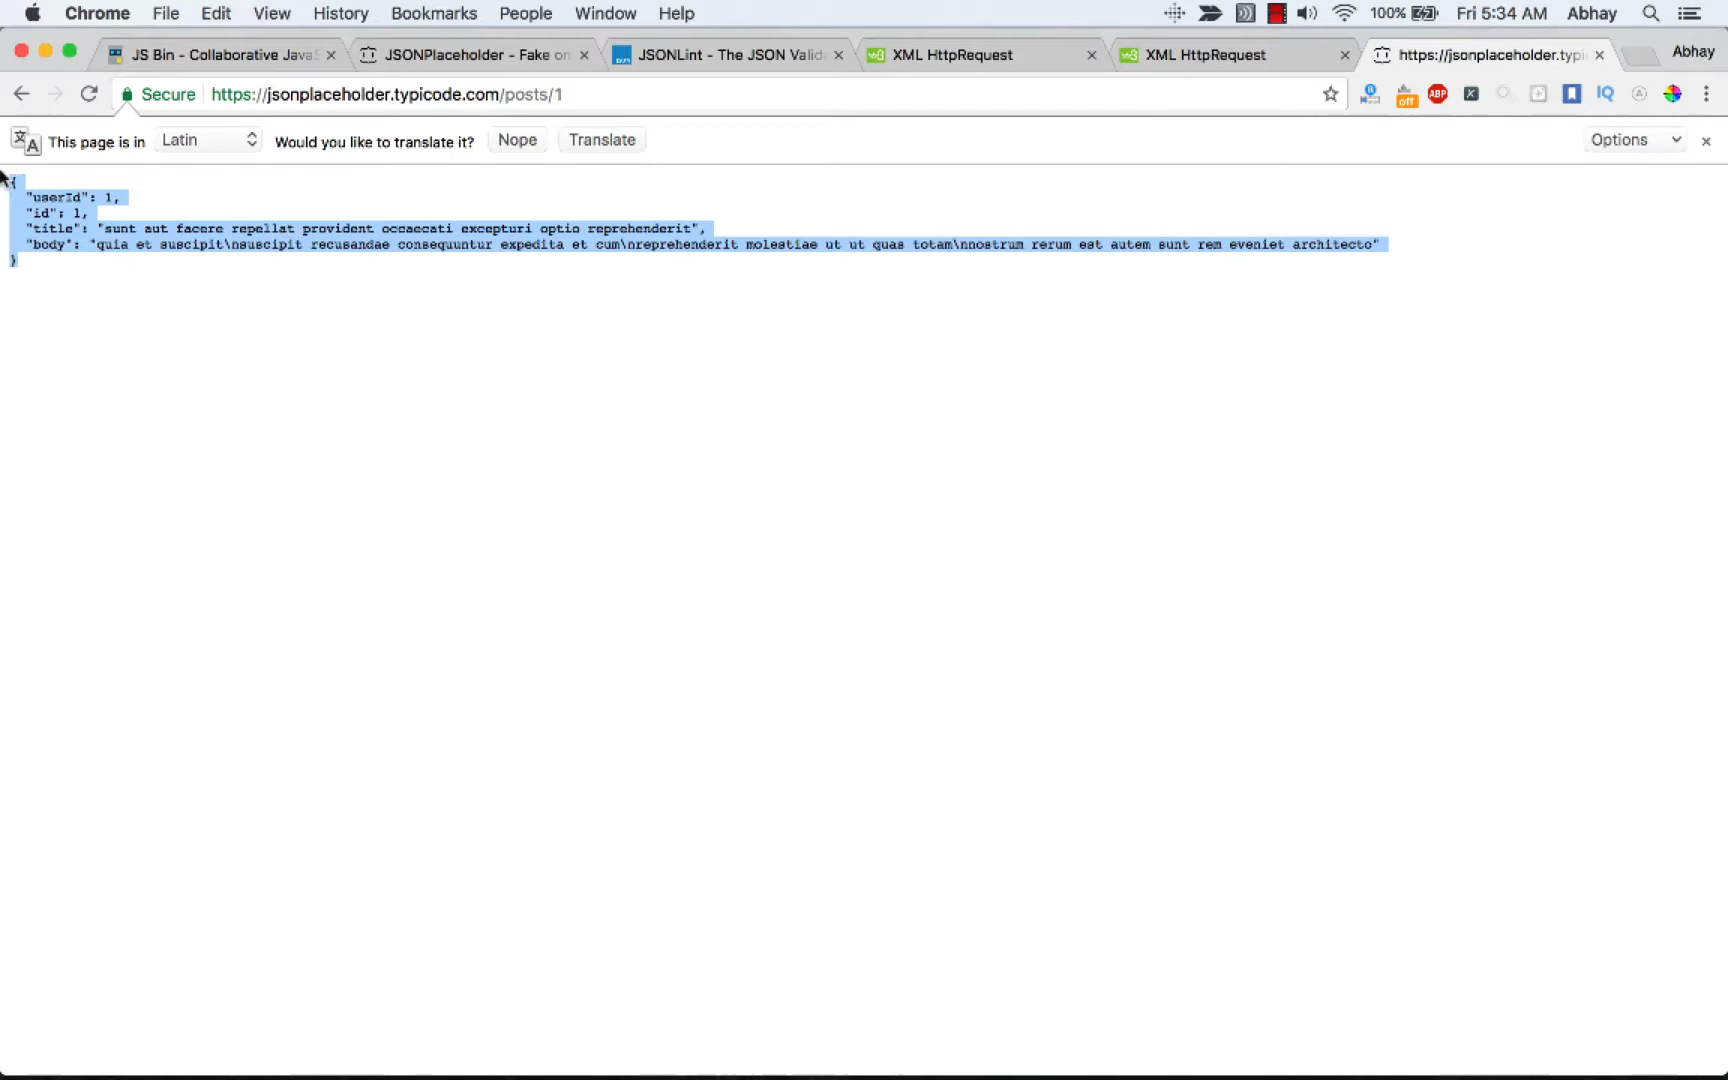 Chrome File Edit View History Bookmarks People Window Help 100% Fri 5:34 AM Abhay
JS Bin - Collaborative JavaS JSONPlaceholder - Fake on JSONLint - The JSON Valid XML HttpRequest XML HttpRequest https://jsonplaceholder.typi Abhay
Secure https://jsonplaceholder.typicode.com/posts/1 off ABP IQ
This page is in Latin Would you like to translate it? Nope Translate Options
{
"userId": 1,
"id": 1,
"title": "sunt aut facere repellat provident occaecati excepturi optio reprehenderit",
"body": "quia et suscipit\nsuscipit recusandae consequuntur expedita et cum\nreprehenderit molestiae ut ut quas totam\nnostrum rerum est autem sunt rem eveniet architecto"
}